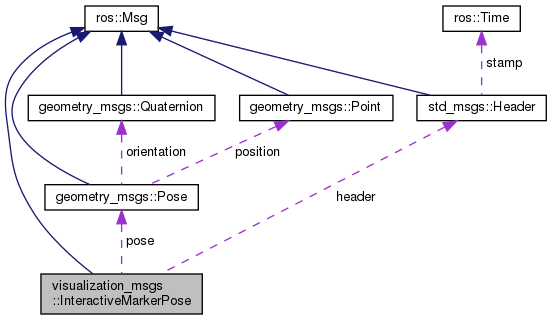 ros::Msg
ros::Time
stamp
geometry_msgs::Quaternion
geometry_msgs::Point
std_msgs::Header
orientation
position
geometry_msgs::Pose
header
pose
visualization_msgs
::InteractiveMarkerPose